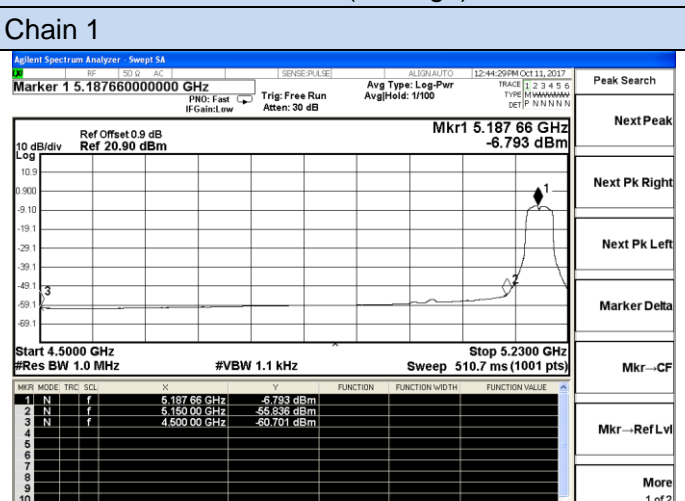 Chain 1
Agilent Spectrum Analyzer - Swept SA
RF 50 Ω AC SENSE:PULSE ALIGNAUTO 12:44:29PM Oct 11, 2017
Marker 1 5.187660000000 GHz
PNO: Fast
IFGain:Low
Trig: Free Run
Atten: 30 dB
Avg Type: Log-Pwr
Avg|Hold: 1/100
TRACE 1 2 3 4 5 6
TYPE M WWWWW
DET P N N N N N
Peak Search
Next Peak
Next Pk Right
Next Pk Left
Marker Delta
Mkr→CF
Mkr→RefLvl
More
1 of 2
Ref Offset 0.9 dB
10 dB/div Ref 20.90 dBm
Log
Mkr1 5.187 66 GHz
-6.793 dBm
10.9
0.900
-9.10
-19.1
-29.1
-39.1
-49.1
-59.1
-69.1
1
2
3
Start 4.5000 GHz
Stop 5.2300 GHz
#Res BW 1.0 MHz #VBW 1.1 kHz Sweep 510.7 ms (1001 pts)
MKR MODE TRC SCL X Y FUNCTION FUNCTION WIDTH FUNCTION VALUE
1 N f 5.187 66 GHz -6.793 dBm
2 N f 5.150 00 GHz -55.836 dBm
3 N f 4.500 00 GHz -60.701 dBm
4
5
6
7
8
9
10